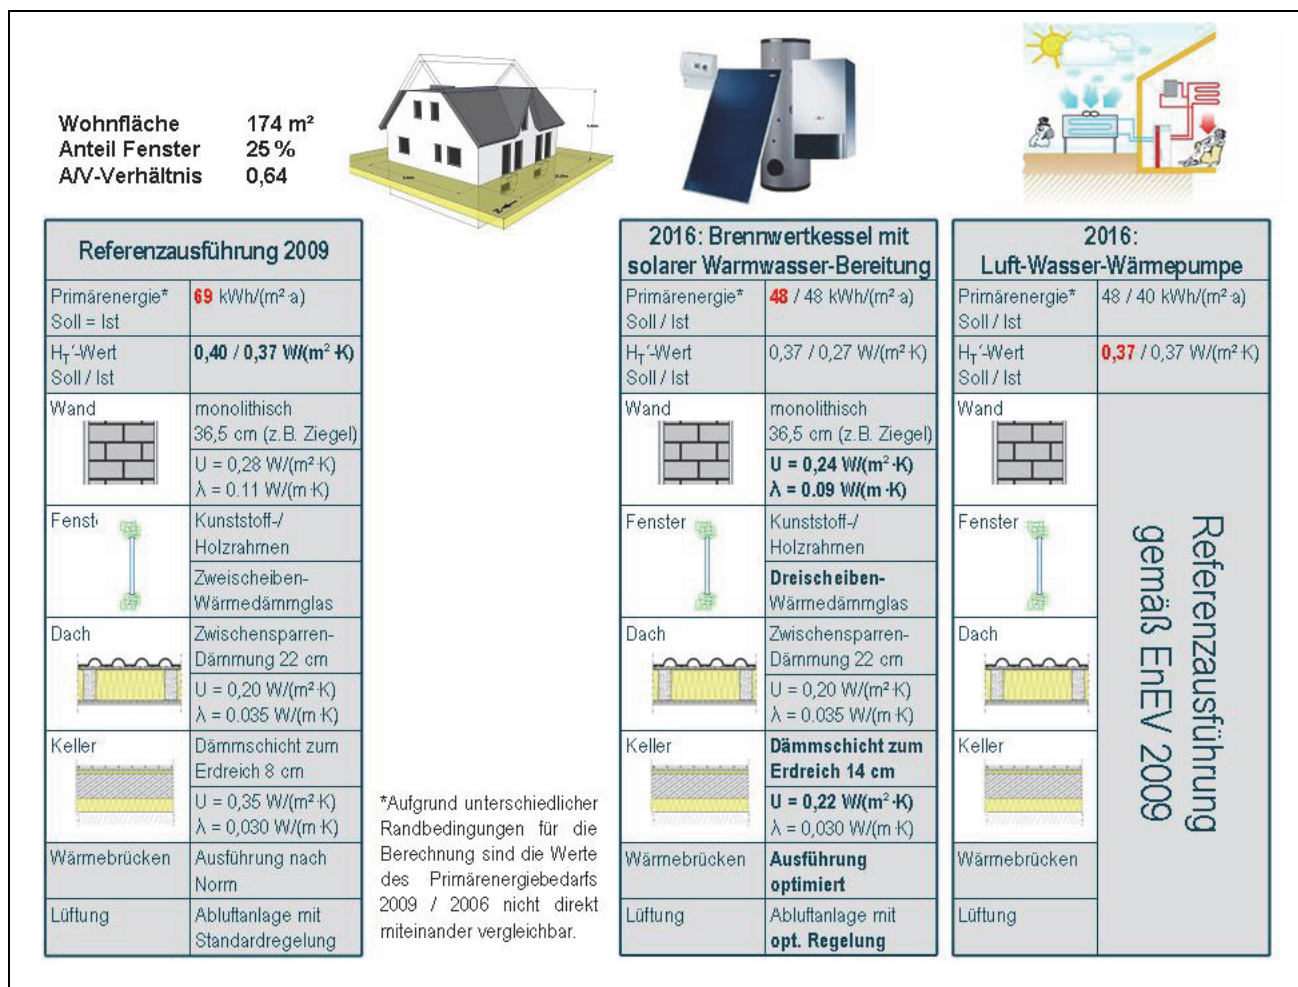 Wohnfläche 174 m²
Anteil Fenster 25 %
A/V-Verhältnis 0,64
Referenzausführung 2009
Primärenergie* 69 kWh/(m²·a)
Soll = Ist
H_T´-Wert 0,40 / 0,37 W/(m²·K)
Soll / Ist
Wand monolithisch
36,5 cm (z.B. Ziegel)
U = 0,28 W/(m²·K)
λ = 0.11 W/(m·K)
Fenst Kunststoff-/
Holzrahmen
Zweischeiben-
Wärmedämmglas
Dach Zwischensparren-
Dämmung 22 cm
U = 0,20 W/(m²·K)
λ = 0.035 W/(m·K)
Keller Dämmschicht zum
Erdreich 8 cm
U = 0,35 W/(m²·K)
λ = 0,030 W/(m·K)
Wärmebrücken Ausführung nach
Norm
Lüftung Abluftanlage mit
Standardregelung
*Aufgrund unterschiedlicher
Randbedingungen für die
Berechnung sind die Werte
des Primärenergiebedarfs
2009 / 2006 nicht direkt
miteinander vergleichbar.
2016: Brennwertkessel mit
solarer Warmwasser-Bereitung
Primärenergie* 48 / 48 kWh/(m²·a)
Soll / Ist
H_T´-Wert 0,37 / 0,27 W/(m²·K)
Soll / Ist
Wand monolithisch
36,5 cm (z.B. Ziegel)
U = 0,24 W/(m²·K)
λ = 0.09 W/(m·K)
Fenster Kunststoff-/
Holzrahmen
Dreischeiben-
Wärmedämmglas
Dach Zwischensparren-
Dämmung 22 cm
U = 0,20 W/(m²·K)
λ = 0.035 W/(m·K)
Keller Dämmschicht zum
Erdreich 14 cm
U = 0,22 W/(m²·K)
λ = 0,030 W/(m·K)
Wärmebrücken Ausführung
optimiert
Lüftung Abluftanlage mit
opt. Regelung
2016:
Luft-Wasser-Wärmepumpe
Primärenergie* 48 / 40 kWh/(m²·a)
Soll / Ist
H_T´-Wert 0,37 / 0,37 W/(m²·K)
Soll / Ist
Wand
Fenster
Dach
Keller
Wärmebrücken
Lüftung
Referenzausführung
gemäß EnEV 2009